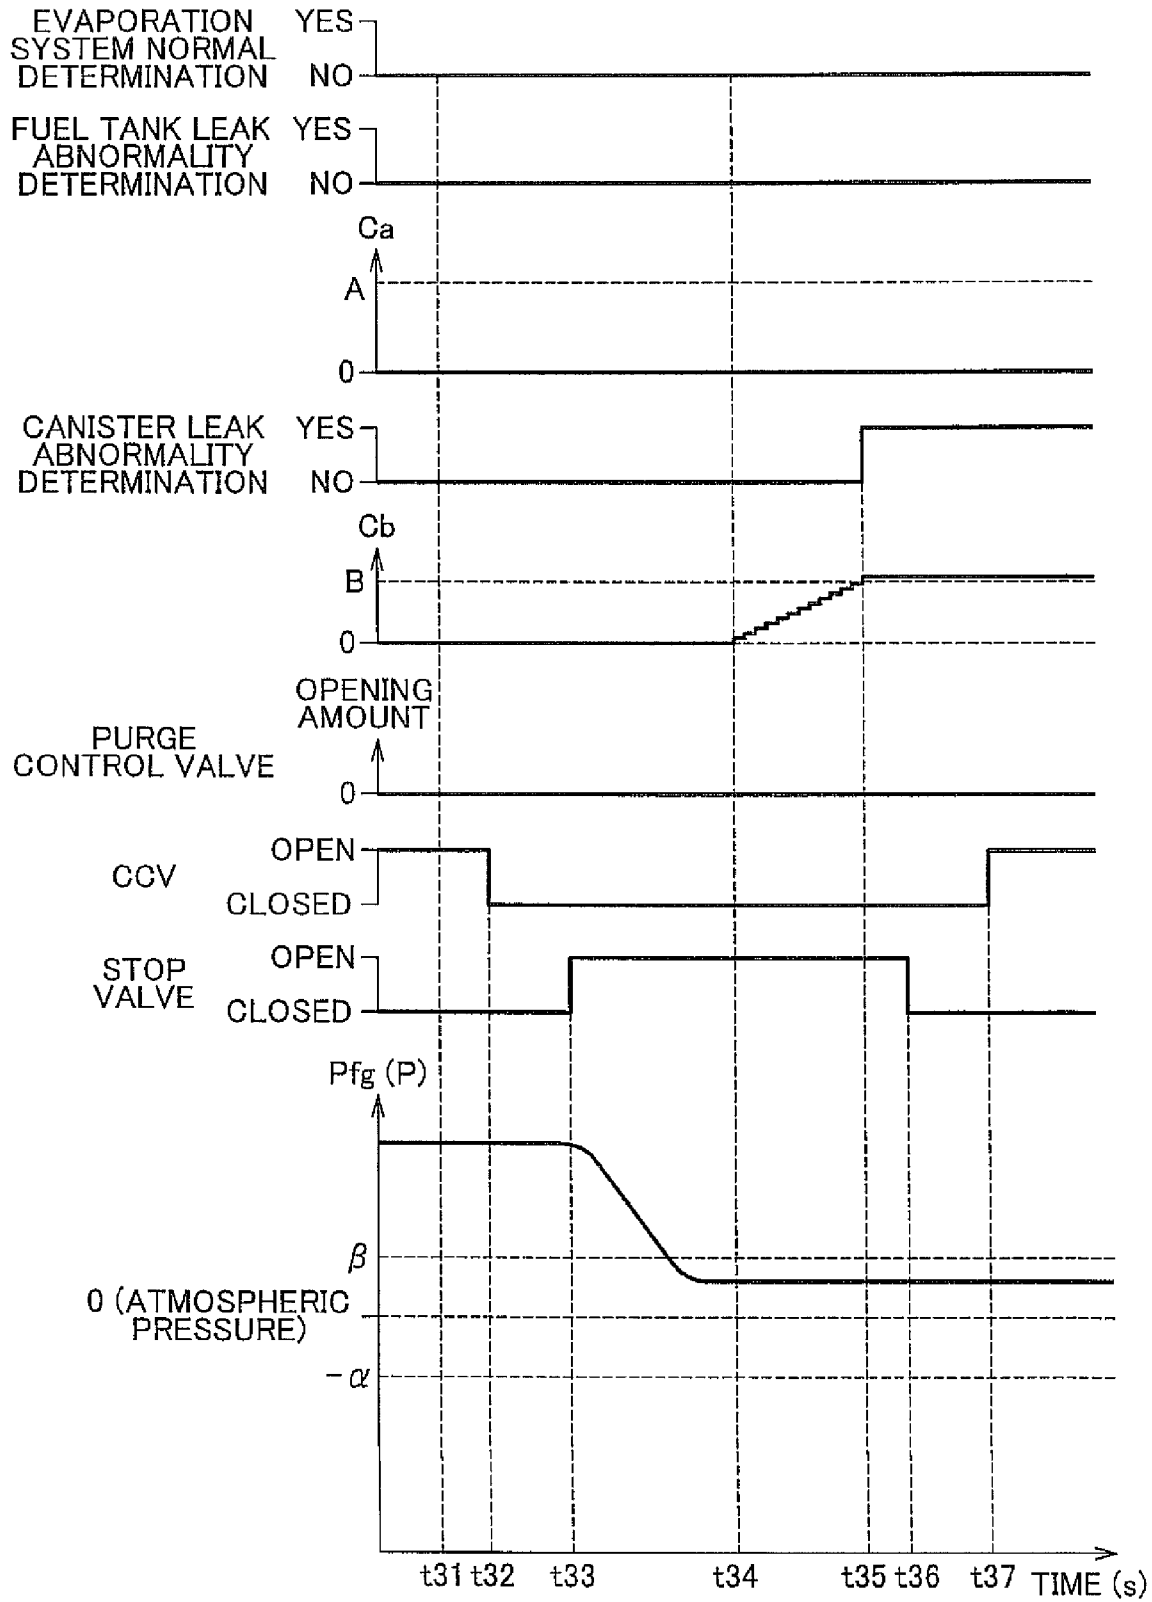 EVAPORATION
SYSTEM NORMAL
DETERMINATION
YES
NO
FUEL TANK LEAK
ABNORMALITY
DETERMINATION
YES
NO
Ca
A
0
CANISTER LEAK
ABNORMALITY
DETERMINATION
YES
NO
Cb
B
0
PURGE
CONTROL VALVE
OPENING
AMOUNT
0
CCV
OPEN
CLOSED
STOP
VALVE
OPEN
CLOSED
Pfg (P)
β
0 (ATMOSPHERIC
PRESSURE)
-α
t31 t32 t33 t34 t35 t36 t37 TIME (s)